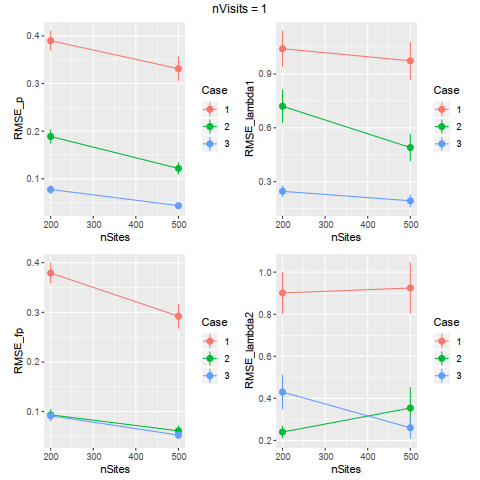 nVisits = 1
RMSE_p
0.4
0.3
0.2
0.1
200 300 400 500
nSites
Case
1
2
3
RMSE_lambda1
0.9
0.6
0.3
200 300 400 500
nSites
Case
1
2
3
RMSE_fp
0.4
0.3
0.2
0.1
200 300 400 500
nSites
Case
1
2
3
RMSE_lambda2
1.0
0.8
0.6
0.4
0.2
200 300 400 500
nSites
Case
1
2
3